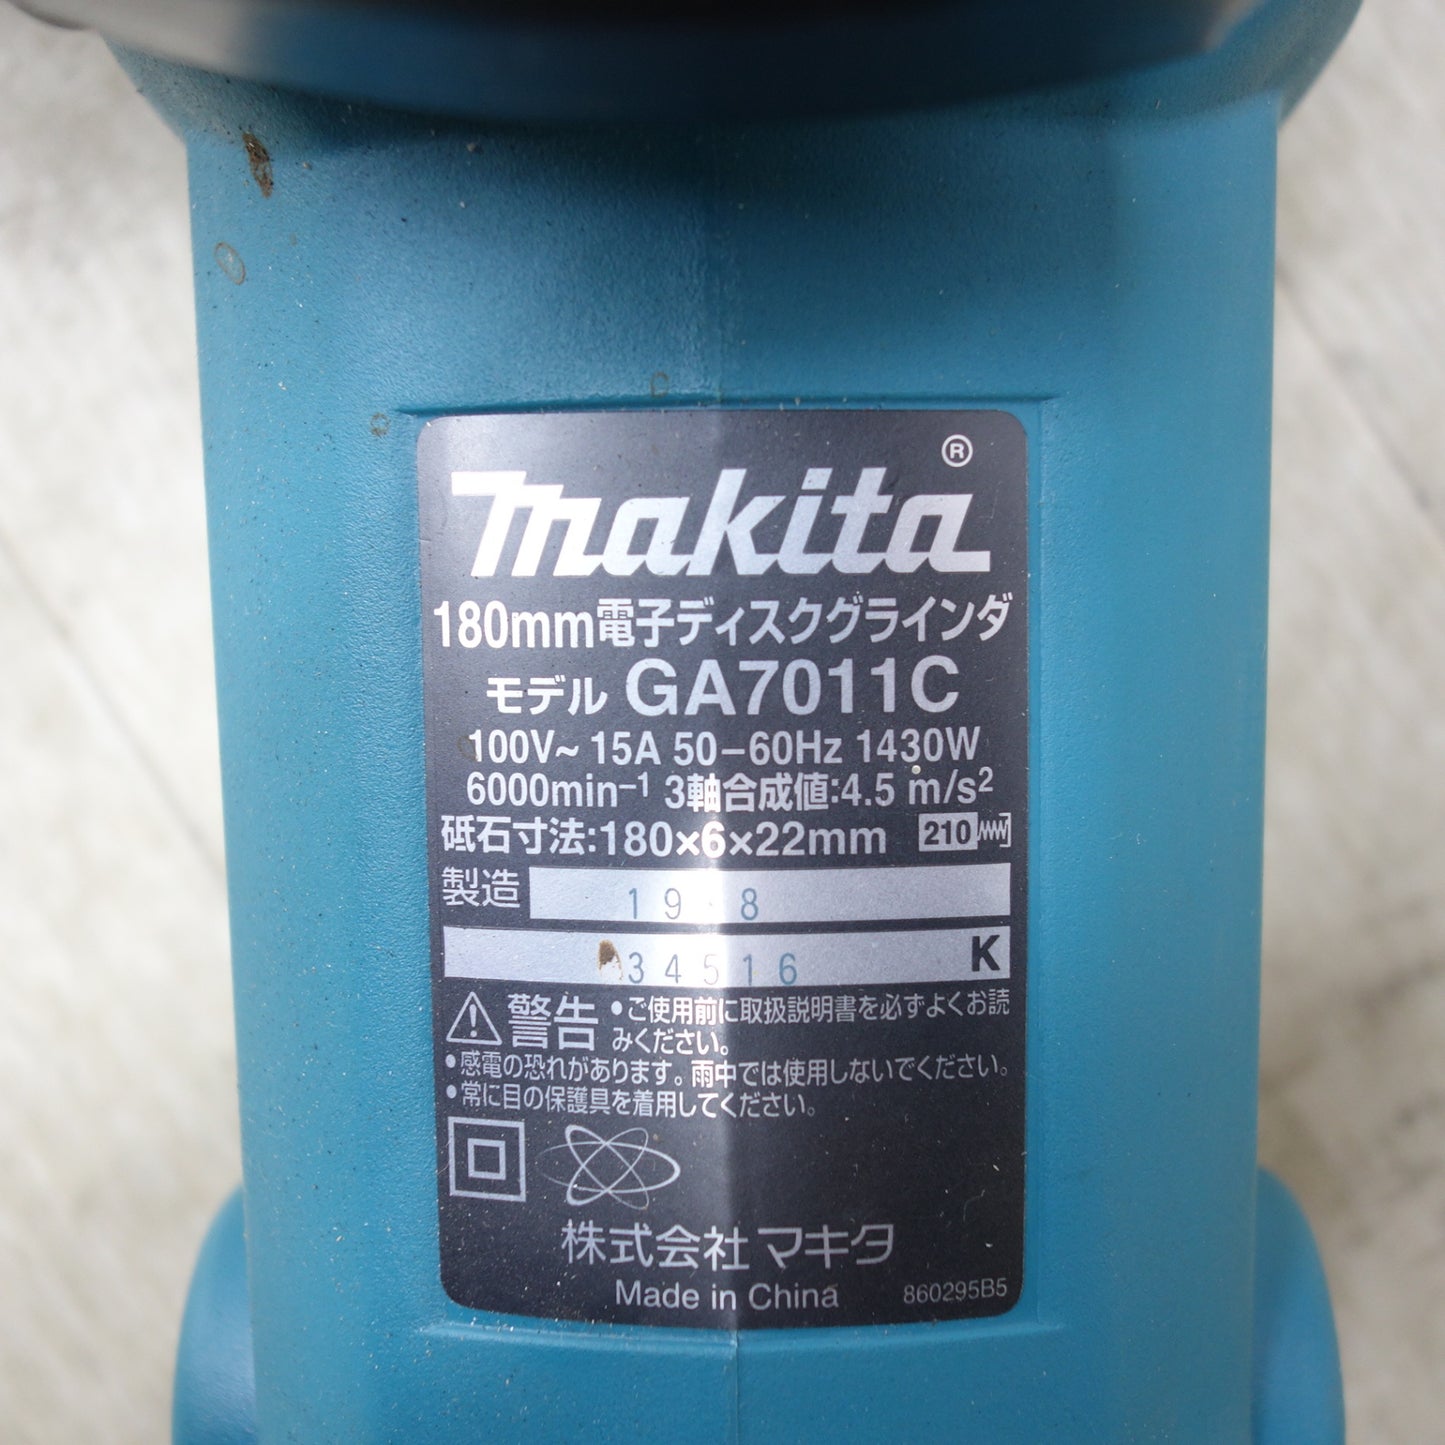 makita®
180mm電子ディスクグラインダ
モデル GA7011C
100V~ 15A 50-60Hz 1430W
6000min⁻¹ 3軸合成値:4.5 m/s²
砥石寸法:180×6×22mm 210
製造 19 8
34516 K
警告 •ご使用前に取扱説明書を必ずよくお読
みください。
•感電の恐れがあります。雨中では使用しないでください。
•常に目の保護具を着用してください。
株式会社マキタ
Made in China 860295B5